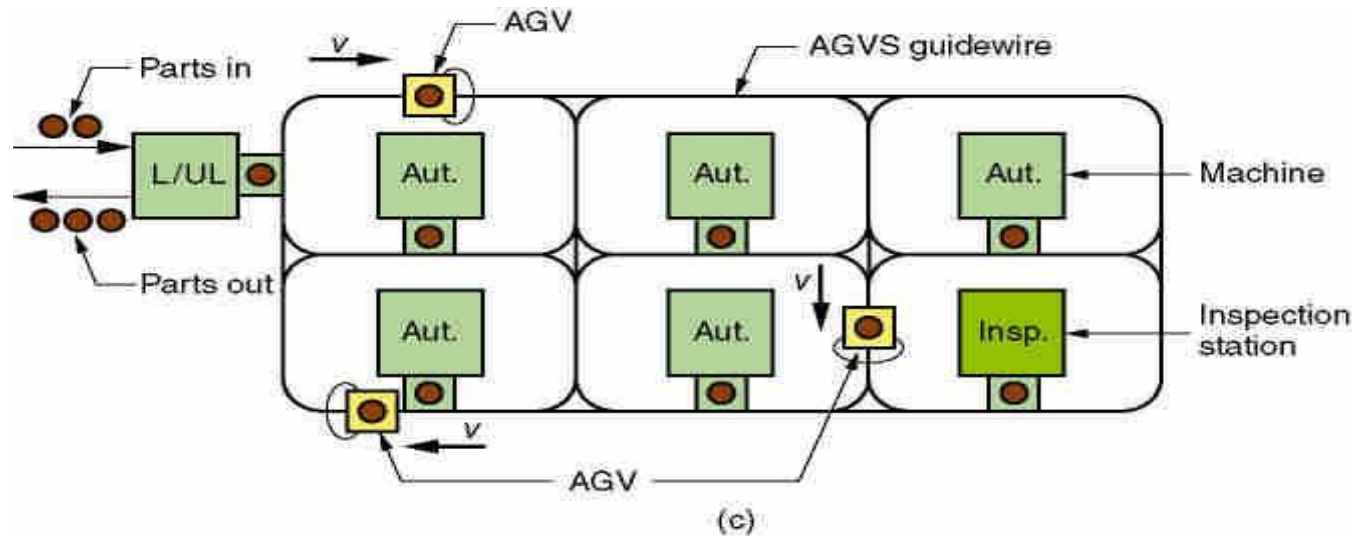 AGV
v
AGVS guidewire
Parts in
L/UL
Aut.
Aut.
Aut.
Machine
Parts out
v
Aut.
Aut.
Insp.
Inspection
station
v
AGV
(c)